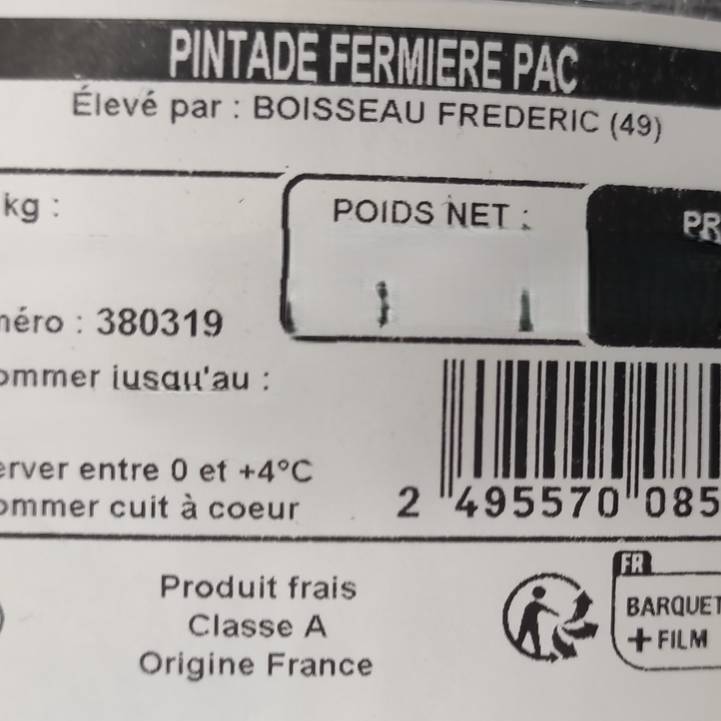 PINTADE FERMIERE PAC
Élevé par : BOISSEAU FREDERIC (49)
kg :
POIDS NET :
PR
méro : 380319
ommer jusqu'au :
erver entre 0 et +4°C
ommer cuit à coeur
2 495570 085
Produit frais
Classe A
Origine France
FR
BARQUET
+ FILM